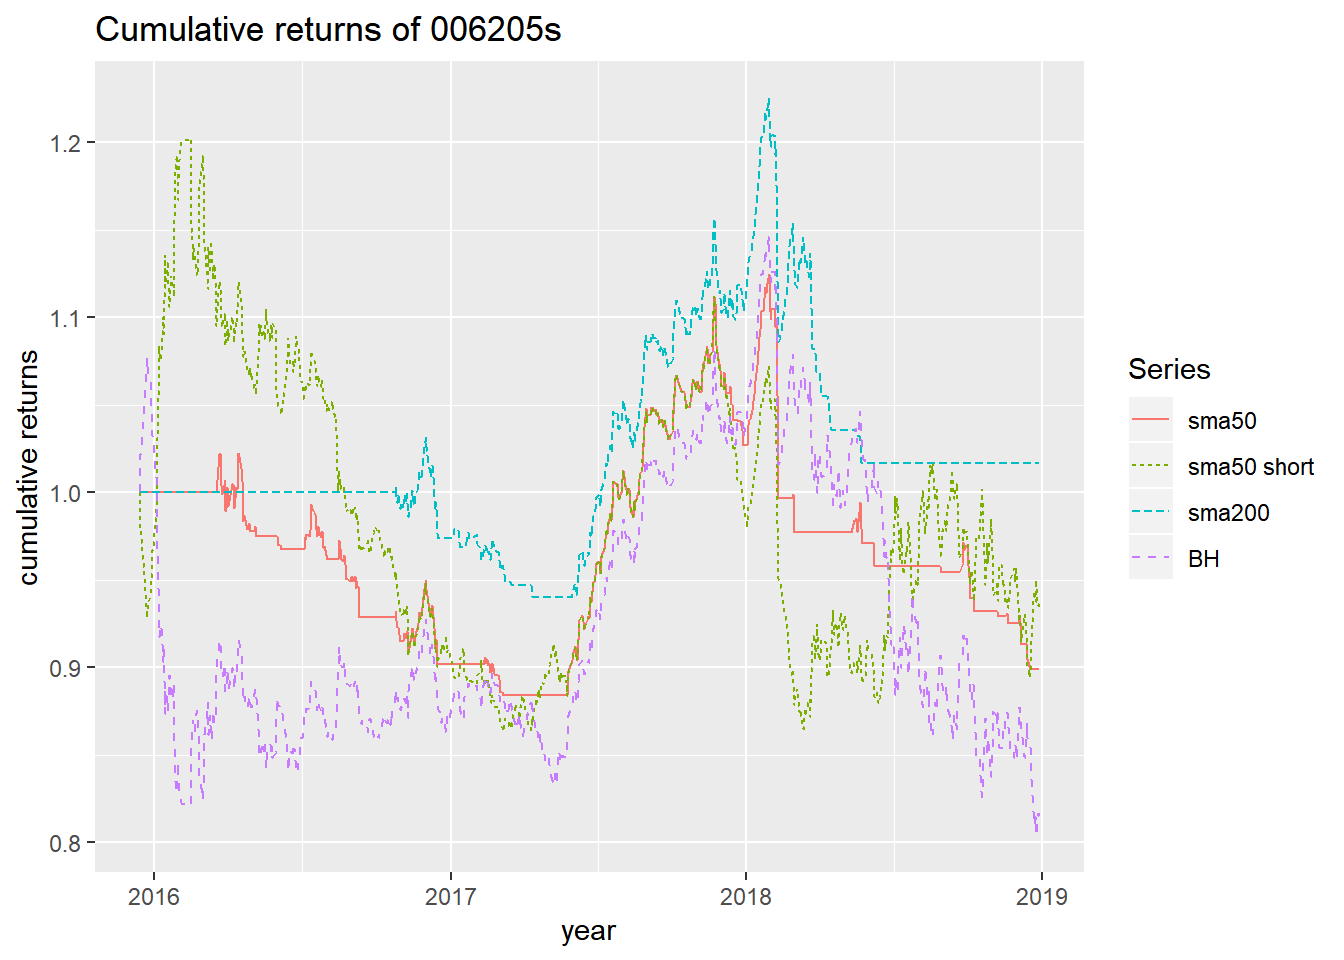 Cumulative returns of 006205s
cumulative returns
1.2
1.1
1.0
0.9
0.8
2016
2017
2018
2019
year
Series
sma50
sma50 short
sma200
BH